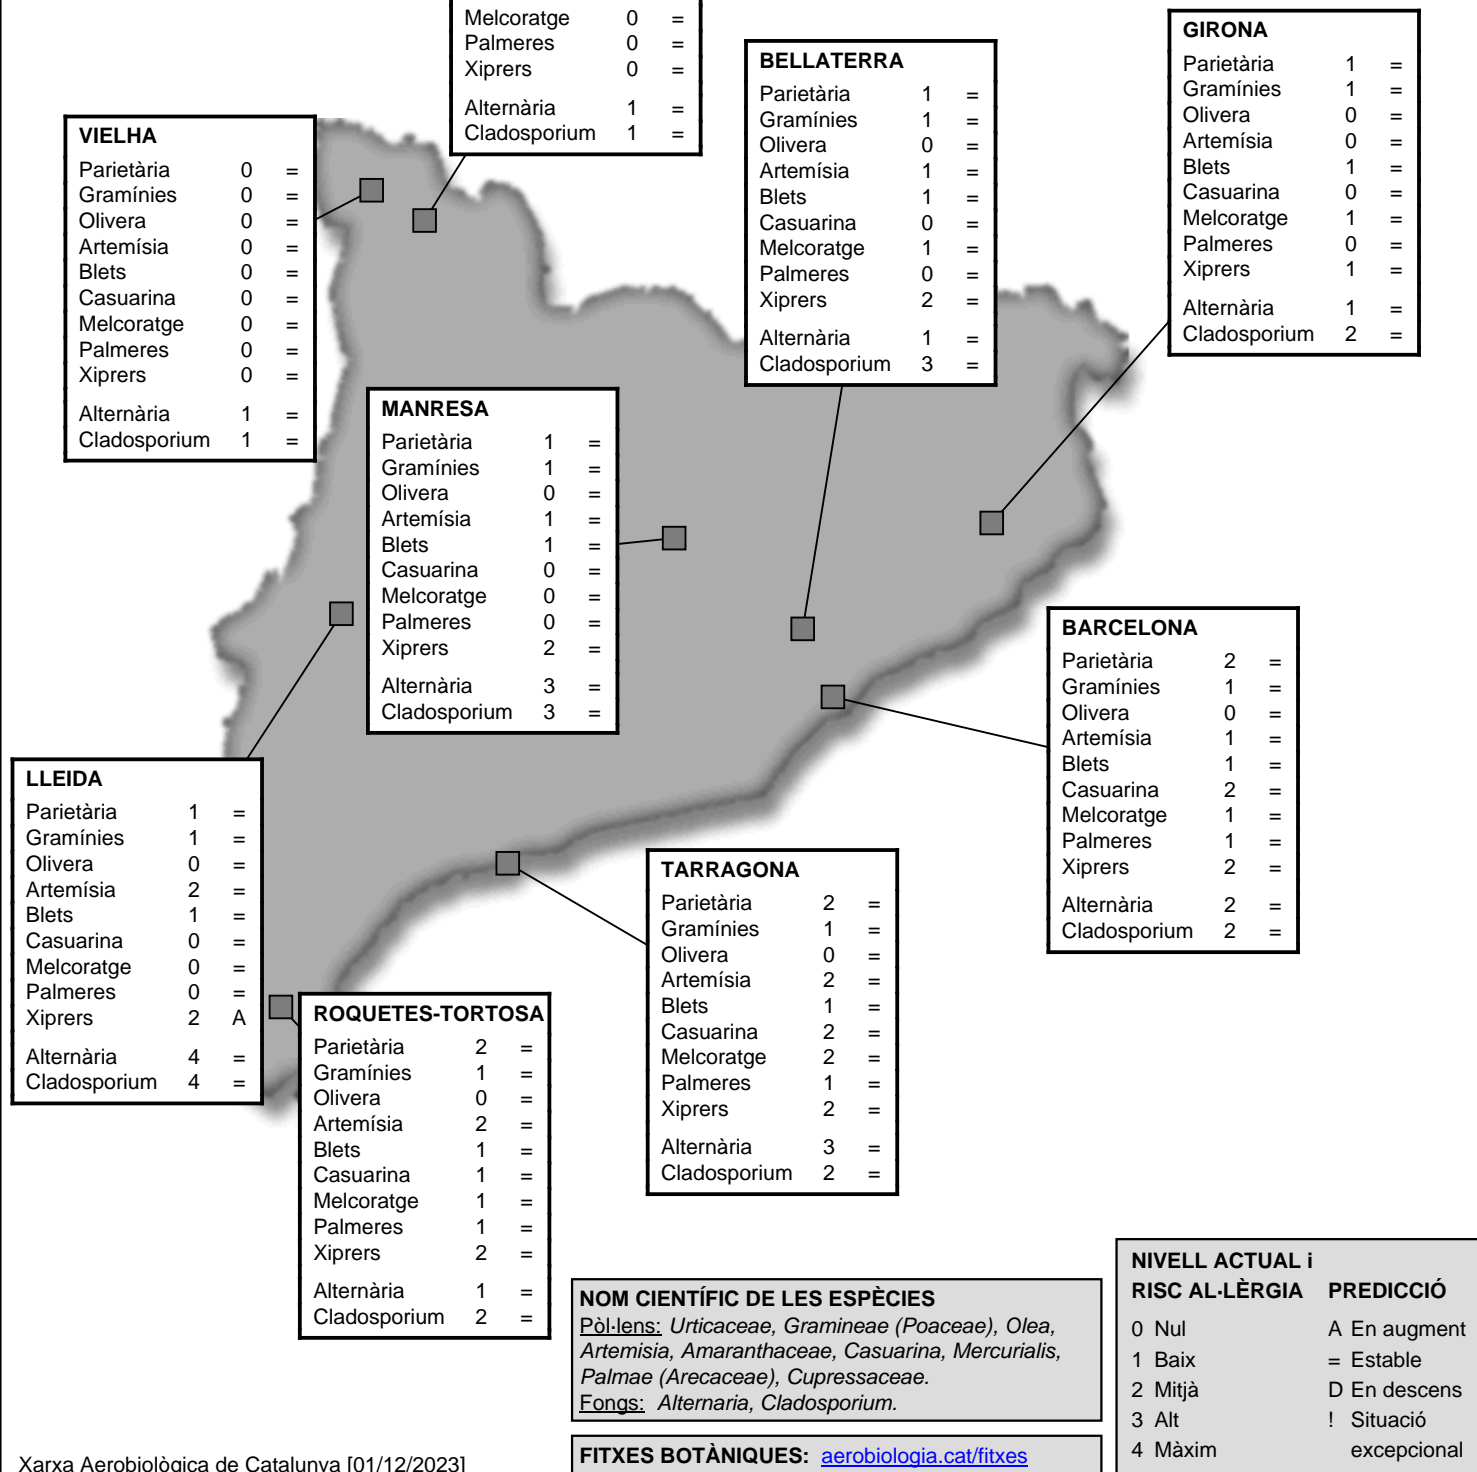 Melcoratge 0 =
Palmeres 0 =
Xiprers 0 =
Alternària 1 =
Cladosporium 1 =
VIELHA
Parietària 0 =
Gramínies 0 =
Olivera 0 =
Artemísia 0 =
Blets 0 =
Casuarina 0 =
Melcoratge 0 =
Palmeres 0 =
Xiprers 0 =
Alternària 1 =
Cladosporium 1 =
BELLATERRA
Parietària 1 =
Gramínies 1 =
Olivera 0 =
Artemísia 1 =
Blets 1 =
Casuarina 0 =
Melcoratge 1 =
Palmeres 0 =
Xiprers 2 =
Alternària 1 =
Cladosporium 3 =
GIRONA
Parietària 1 =
Gramínies 1 =
Olivera 0 =
Artemísia 0 =
Blets 1 =
Casuarina 0 =
Melcoratge 1 =
Palmeres 0 =
Xiprers 1 =
Alternària 1 =
Cladosporium 2 =
MANRESA
Parietària 1 =
Gramínies 1 =
Olivera 0 =
Artemísia 1 =
Blets 1 =
Casuarina 0 =
Melcoratge 0 =
Palmeres 0 =
Xiprers 2 =
Alternària 3 =
Cladosporium 3 =
BARCELONA
Parietària 2 =
Gramínies 1 =
Olivera 0 =
Artemísia 1 =
Blets 1 =
Casuarina 2 =
Melcoratge 1 =
Palmeres 1 =
Xiprers 2 =
Alternària 2 =
Cladosporium 2 =
LLEIDA
Parietària 1 =
Gramínies 1 =
Olivera 0 =
Artemísia 2 =
Blets 1 =
Casuarina 0 =
Melcoratge 0 =
Palmeres 0 =
Xiprers 2 A
Alternària 4 =
Cladosporium 4 =
TARRAGONA
Parietària 2 =
Gramínies 1 =
Olivera 0 =
Artemísia 2 =
Blets 1 =
Casuarina 2 =
Melcoratge 2 =
Palmeres 1 =
Xiprers 2 =
Alternària 3 =
Cladosporium 2 =
ROQUETES-TORTOSA
Parietària 2 =
Gramínies 1 =
Olivera 0 =
Artemísia 2 =
Blets 1 =
Casuarina 1 =
Melcoratge 1 =
Palmeres 1 =
Xiprers 2 =
Alternària 1 =
Cladosporium 2 =
NOM CIENTÍFIC DE LES ESPÈCIES
Pòl·lens: Urticaceae, Gramineae (Poaceae), Olea,
Artemisia, Amaranthaceae, Casuarina, Mercurialis,
Palmae (Arecaceae), Cupressaceae.
Fongs: Alternaria, Cladosporium.
FITXES BOTÀNIQUES: aerobiologia.cat/fitxes
NIVELL ACTUAL i
RISC AL·LÈRGIA PREDICCIÓ
0 Nul A En augment
1 Baix = Estable
2 Mitjà D En descens
3 Alt ! Situació
4 Màxim excepcional
Xarxa Aerobiològica de Catalunya [01/12/2023]